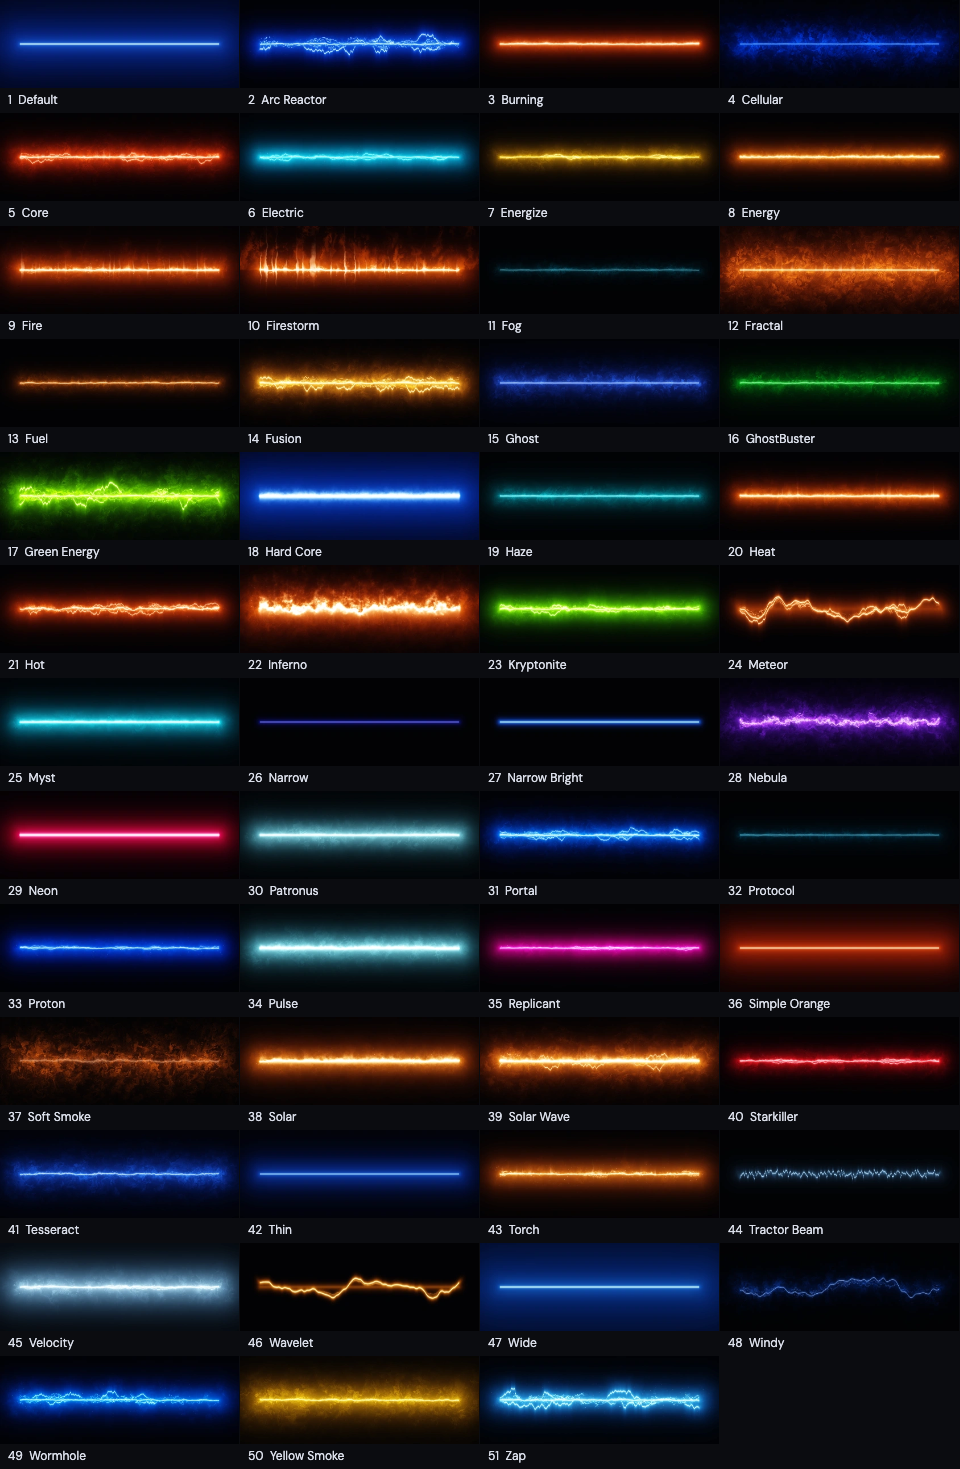 1 Default
2 Arc Reactor
3 Burning
4 Cellular
5 Core
6 Electric
7 Energize
8 Energy
9 Fire
10 Firestorm
11 Fog
12 Fractal
13 Fuel
14 Fusion
15 Ghost
16 GhostBuster
17 Green Energy
18 Hard Core
19 Haze
20 Heat
21 Hot
22 Inferno
23 Kryptonite
24 Meteor
25 Myst
26 Narrow
27 Narrow Bright
28 Nebula
29 Neon
30 Patronus
31 Portal
32 Protocol
33 Proton
34 Pulse
35 Replicant
36 Simple Orange
37 Soft Smoke
38 Solar
39 Solar Wave
40 Starkiller
41 Tesseract
42 Thin
43 Torch
44 Tractor Beam
45 Velocity
46 Wavelet
47 Wide
48 Windy
49 Wormhole
50 Yellow Smoke
51 Zap